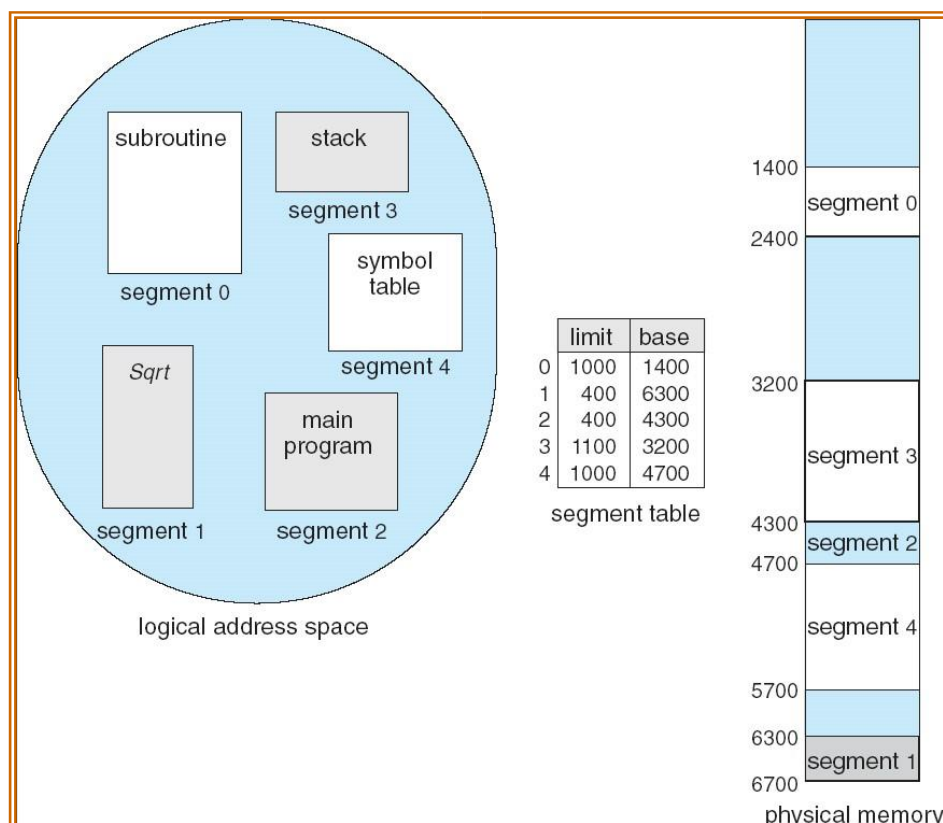 subroutine
segment 0
stack
segment 3
symbol
table
segment 4
Sqrt
segment 1
main
program
segment 2
logical address space
limit base
0 1000 1400
1 400 6300
2 400 4300
3 1100 3200
4 1000 4700
segment table
1400
segment 0
2400
3200
segment 3
4300
segment 2
4700
segment 4
5700
6300
segment 1
6700
physical memory